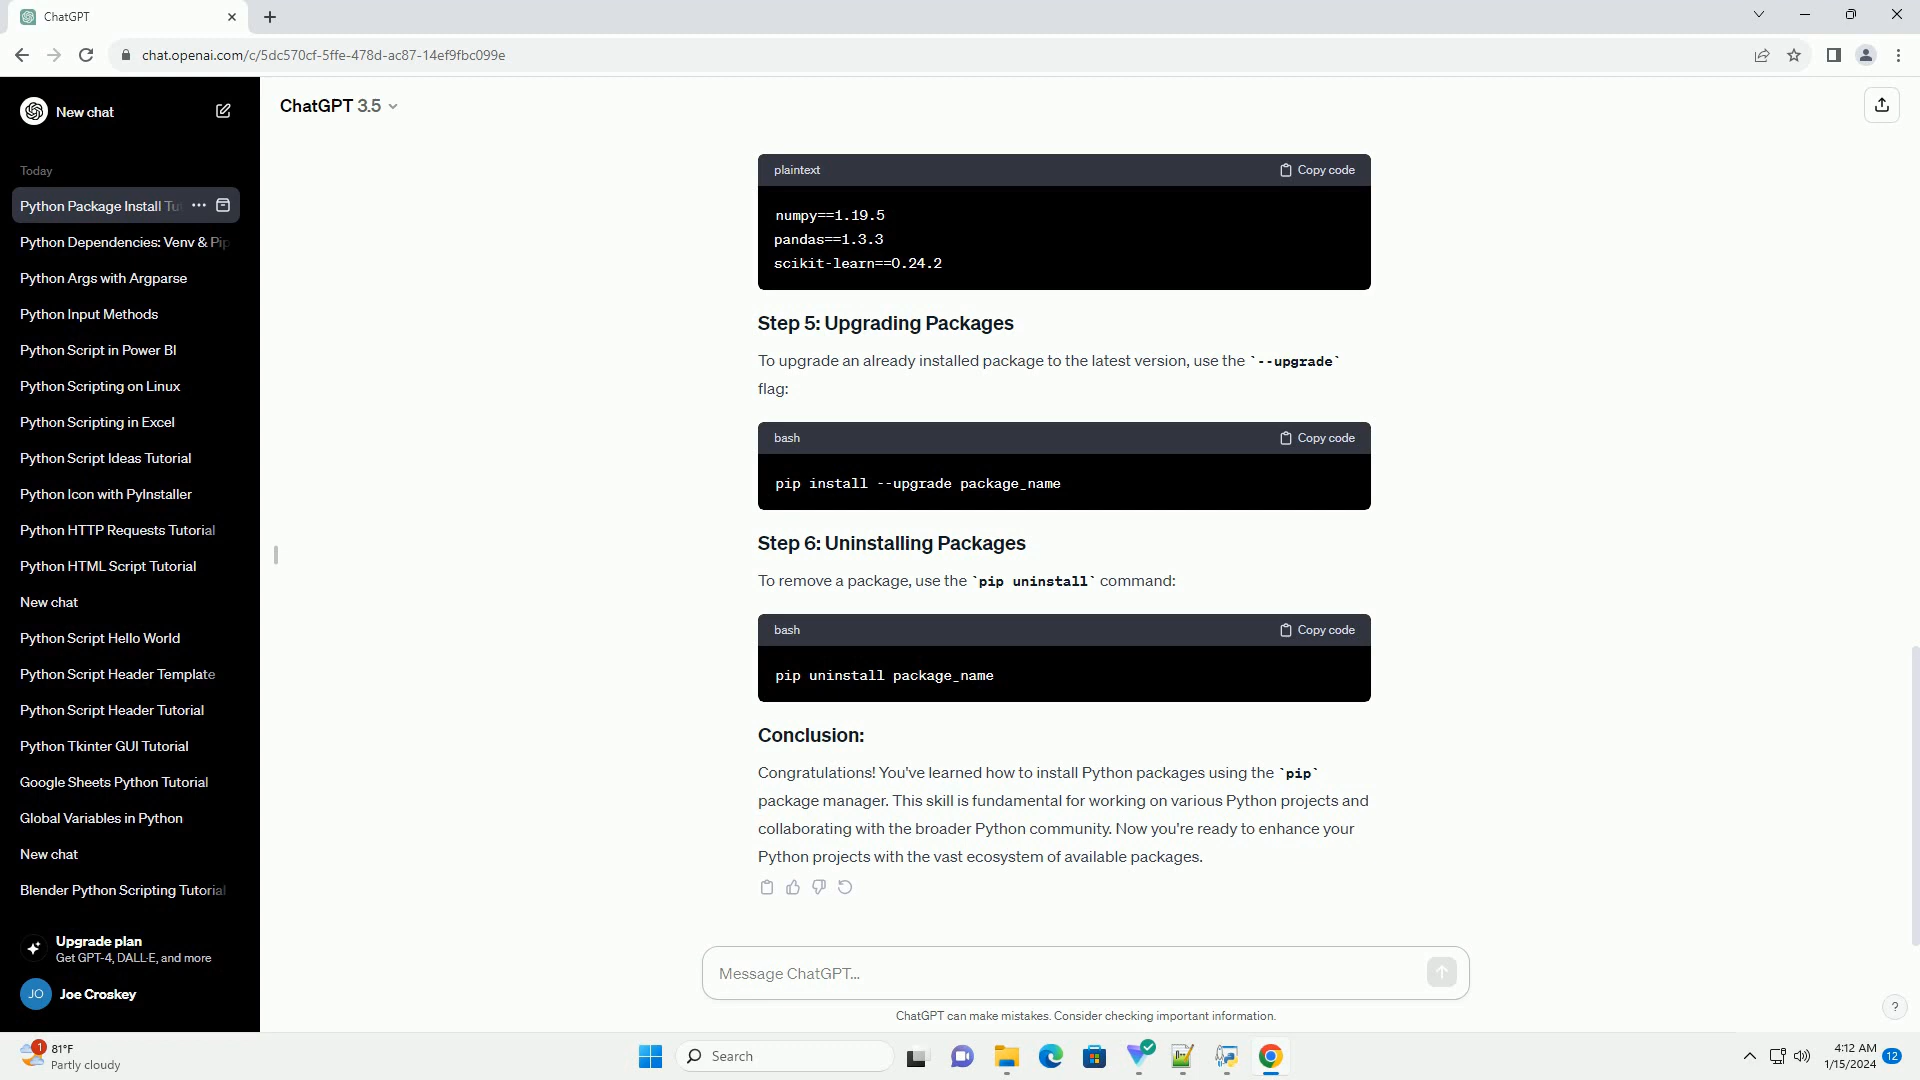 ChatGPT
chat.openai.com/c/5dc570cf-5ffe-478d-ac87-14ef9fbc099e
New chat
Today
Python Package Install Tu
Python Dependencies: Venv & Pip
Python Args with Argparse
Python Input Methods
Python Script in Power BI
Python Scripting on Linux
Python Scripting in Excel
Python Script Ideas Tutorial
Python Icon with PyInstaller
Python HTTP Requests Tutorial
Python HTML Script Tutorial
New chat
Python Script Hello World
Python Script Header Template
Python Script Header Tutorial
Python Tkinter GUI Tutorial
Google Sheets Python Tutorial
Global Variables in Python
New chat
Blender Python Scripting Tutorial
Upgrade plan
Get GPT-4, DALL·E, and more
JO Joe Croskey
ChatGPT 3.5
plaintext Copy code
numpy==1.19.5
pandas==1.3.3
scikit-learn==0.24.2
Step 5: Upgrading Packages
To upgrade an already installed package to the latest version, use the `--upgrade`
flag:
bash Copy code
pip install --upgrade package_name
Step 6: Uninstalling Packages
To remove a package, use the `pip uninstall` command:
bash Copy code
pip uninstall package_name
Conclusion:
Congratulations! You've learned how to install Python packages using the `pip`
package manager. This skill is fundamental for working on various Python projects and
collaborating with the broader Python community. Now you're ready to enhance your
Python projects with the vast ecosystem of available packages.
Message ChatGPT...
ChatGPT can make mistakes. Consider checking important information.
?
1
81°F
Partly cloudy
Search
4:12 AM
1/15/2024
12